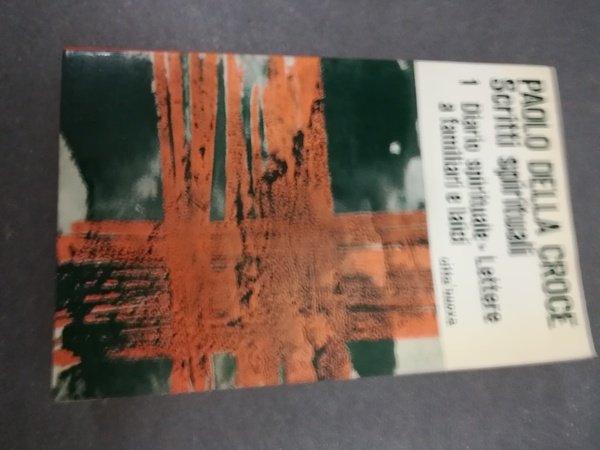 PAOLO DELLA CROCE
Scritti spirituali
1 Diario spirituale - Lettere
a familiari e laici
città nuova